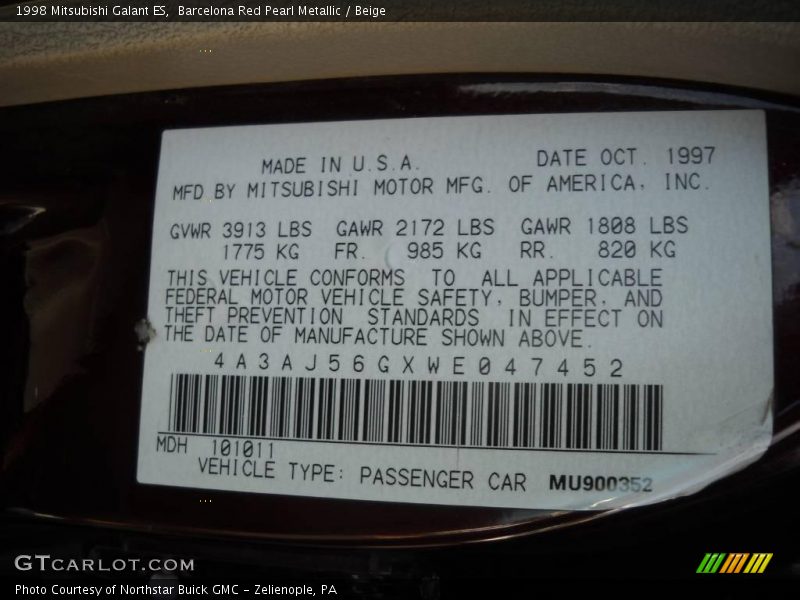 1998 Mitsubishi Galant ES,  Barcelona Red Pearl Metallic / Beige
MADE IN U.S.A.    DATE OCT. 1997
MFD BY MITSUBISHI MOTOR MFG. OF AMERICA, INC.
GVWR 3913 LBS  GAWR 2172 LBS  GAWR 1808 LBS
1775 KG  FR.  985 KG  RR.  820 KG
THIS VEHICLE CONFORMS TO ALL APPLICABLE
FEDERAL MOTOR VEHICLE SAFETY, BUMPER, AND
THEFT PREVENTION STANDARDS IN EFFECT ON
THE DATE OF MANUFACTURE SHOWN ABOVE.
4A3AJ56GXWE047452
MDH 101011
VEHICLE TYPE: PASSENGER CAR  MU900352
GTCARLOT.COM
Photo Courtesy of Northstar Buick GMC - Zelienople, PA